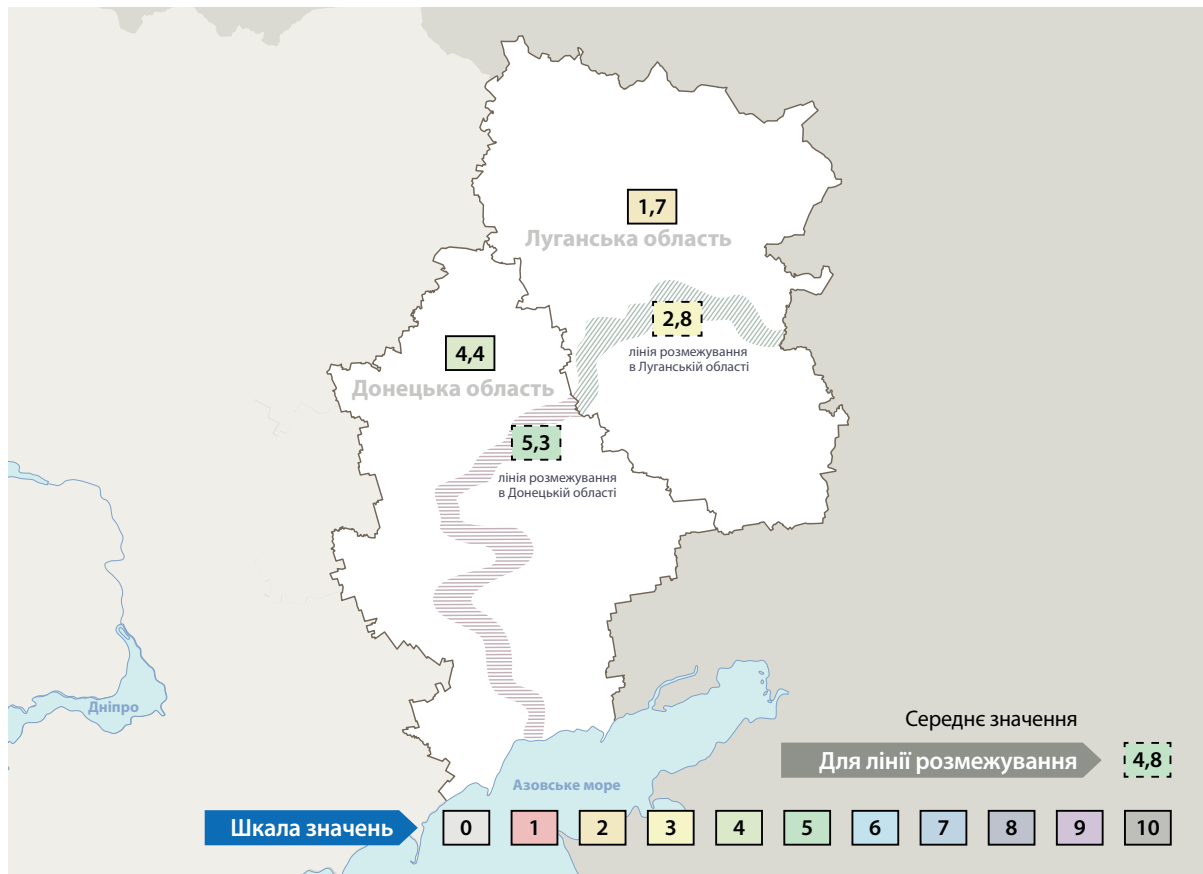 1,7
Луганська область
2,8
лінія розмежування
в Луганській області
4,4
Донецька область
5,3
лінія розмежування
в Донецькій області
Дніпро
Азовське море
Середнє значення
Для лінії розмежування 4,8
Шкала значень 0 1 2 3 4 5 6 7 8 9 10